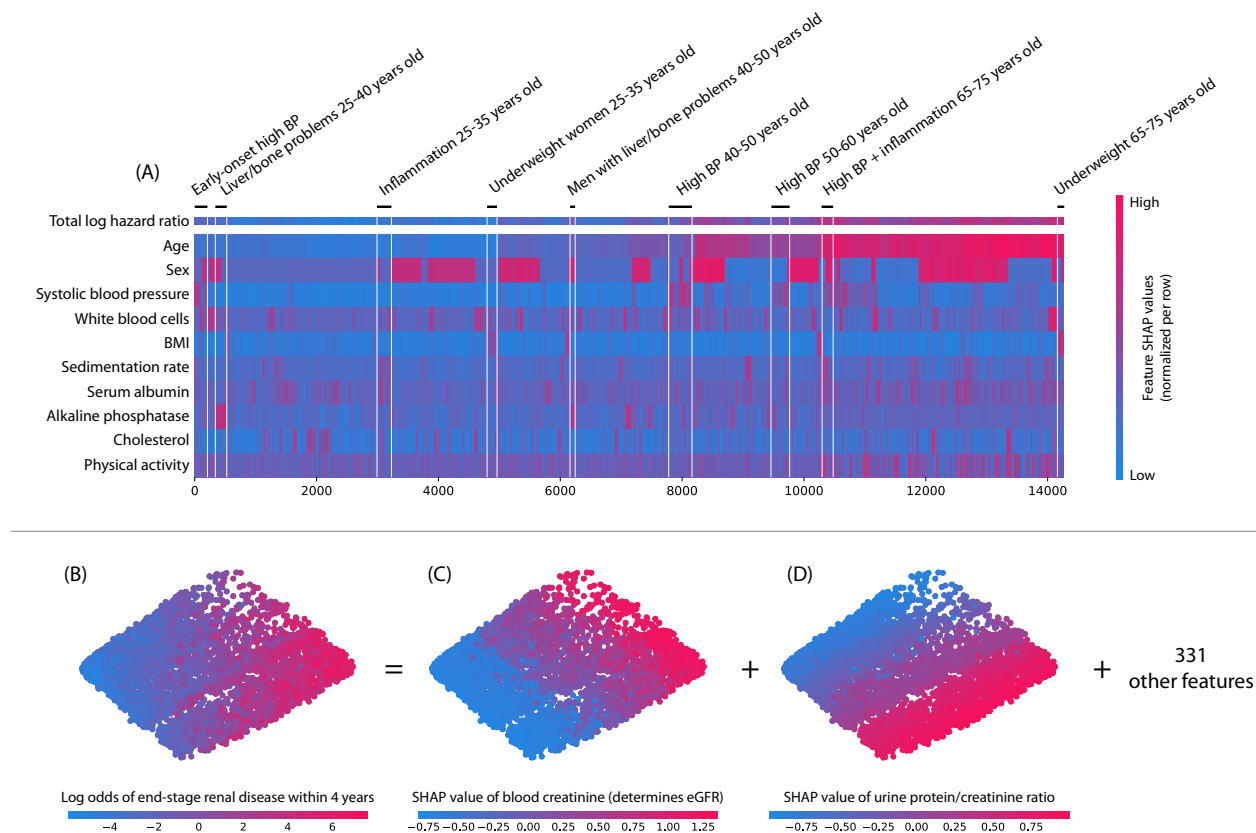 Early-onset high BP
Liver/bone problems 25-40 years old
Inflammation 25-35 years old
Underweight women 25-35 years old
Men with liver/bone problems 40-50 years old
High BP 40-50 years old
High BP 50-60 years old
High BP + inflammation 65-75 years old
Underweight 65-75 years old
(A)
Total log hazard ratio
Age
Sex
Systolic blood pressure
White blood cells
BMI
Sedimentation rate
Serum albumin
Alkaline phosphatase
Cholesterol
Physical activity
0 2000 4000 6000 8000 10000 12000 14000
High
Feature SHAP values
(normalized per row)
Low
(B) (C) (D)
= + + 331
other features
Log odds of end-stage renal disease within 4 years
−4 −2 0 2 4 6
SHAP value of blood creatinine (determines eGFR)
−0.75 −0.50 −0.25 0.00 0.25 0.50 0.75 1.00 1.25
SHAP value of urine protein/creatinine ratio
−0.75 −0.50 −0.25 0.00 0.25 0.50 0.75